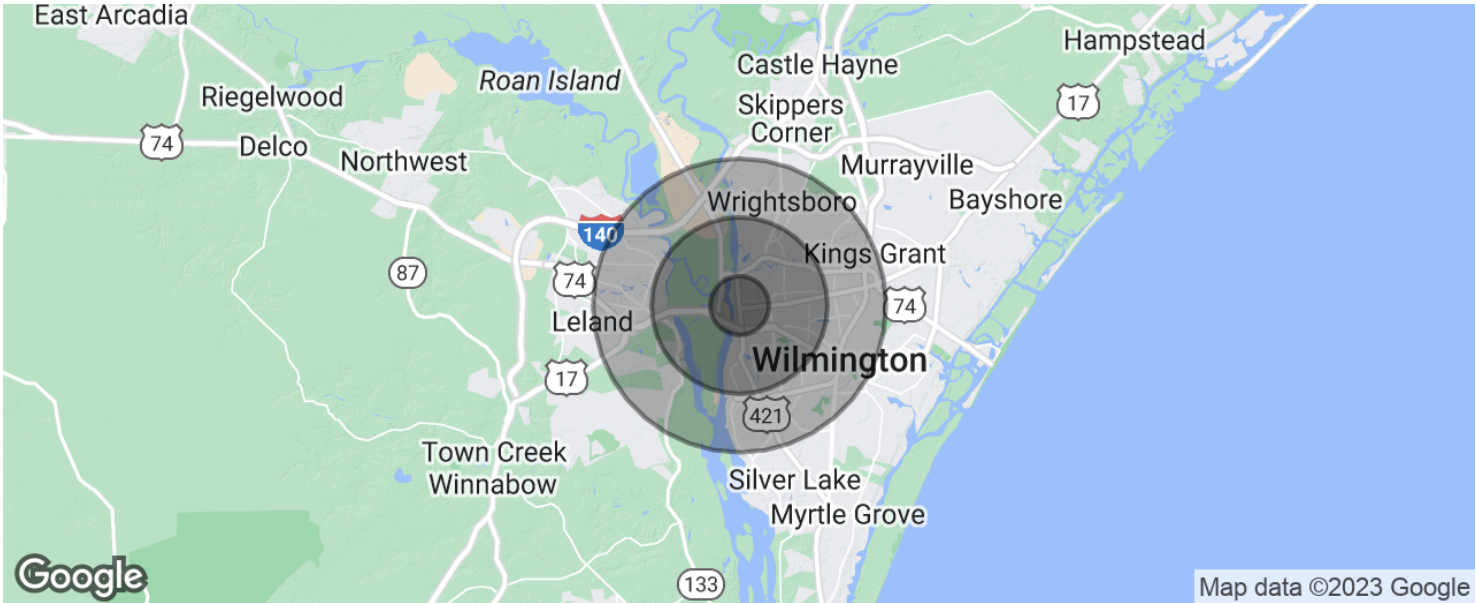 East Arcadia
Hampstead
Castle Hayne
Roan Island
Riegelwood
17
Skippers
Corner
74
Delco
Northwest
Murrayville
Wrightsboro
Bayshore
140
Kings Grant
87
74
74
Leland
Wilmington
17
421
Town Creek
Winnabow
Silver Lake
Myrtle Grove
Google
133
Map data ©2023 Google